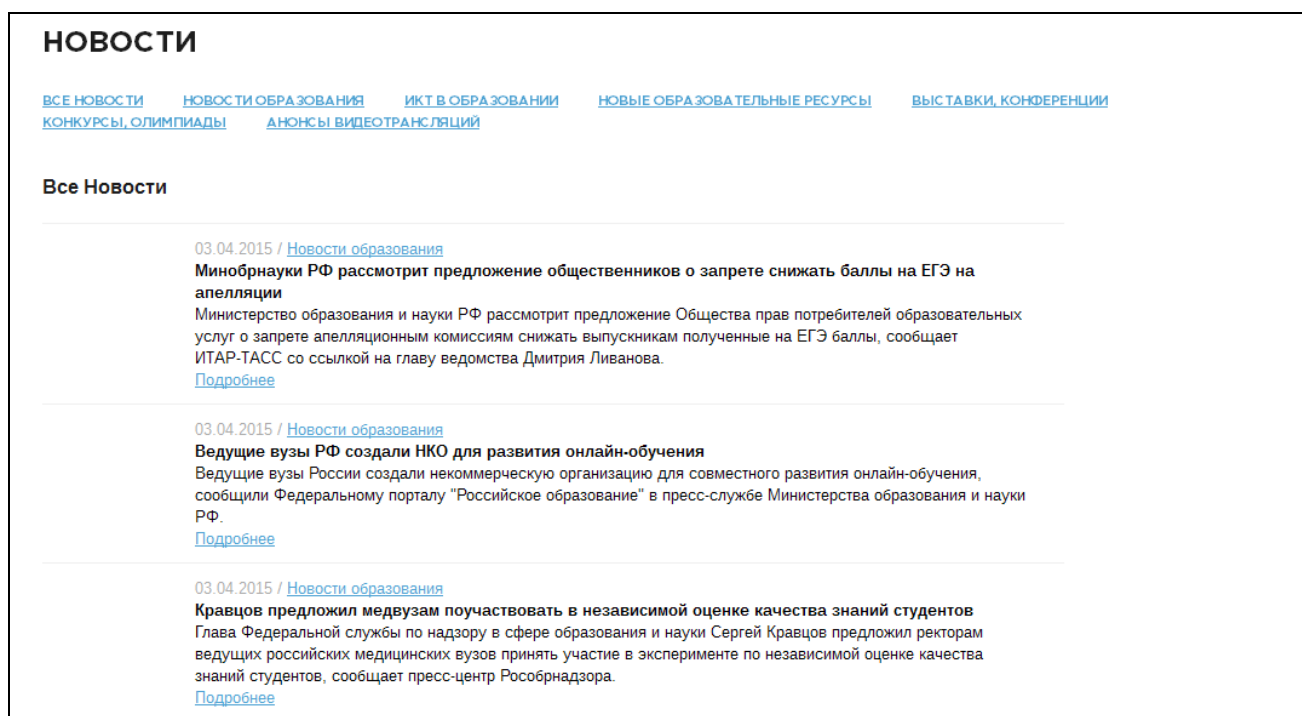 НОВОСТИ
ВСЕ НОВОСТИ НОВОСТИ ОБРАЗОВАНИЯ ИКТ В ОБРАЗОВАНИИ НОВЫЕ ОБРАЗОВАТЕЛЬНЫЕ РЕСУРСЫ ВЫСТАВКИ, КОНФЕРЕНЦИИ
КОНКУРСЫ, ОЛИМПИАДЫ АНОНСЫ ВИДЕОТРАНСЛЯЦИЙ
Все Новости
03.04.2015 / Новости образования
Минобрнауки РФ рассмотрит предложение общественников о запрете снижать баллы на ЕГЭ на
апелляции
Министерство образования и науки РФ рассмотрит предложение Общества прав потребителей образовательных
услуг о запрете апелляционным комиссиям снижать выпускникам полученные на ЕГЭ баллы, сообщает
ИТАР-ТАСС со ссылкой на главу ведомства Дмитрия Ливанова.
Подробнее
03.04.2015 / Новости образования
Ведущие вузы РФ создали НКО для развития онлайн-обучения
Ведущие вузы России создали некоммерческую организацию для совместного развития онлайн-обучения,
сообщили Федеральному порталу "Российское образование" в пресс-службе Министерства образования и науки
РФ.
Подробнее
03.04.2015 / Новости образования
Кравцов предложил медвузам поучаствовать в независимой оценке качества знаний студентов
Глава Федеральной службы по надзору в сфере образования и науки Сергей Кравцов предложил ректорам
ведущих российских медицинских вузов принять участие в эксперименте по независимой оценке качества
знаний студентов, сообщает пресс-центр Рособрнадзора.
Подробнее